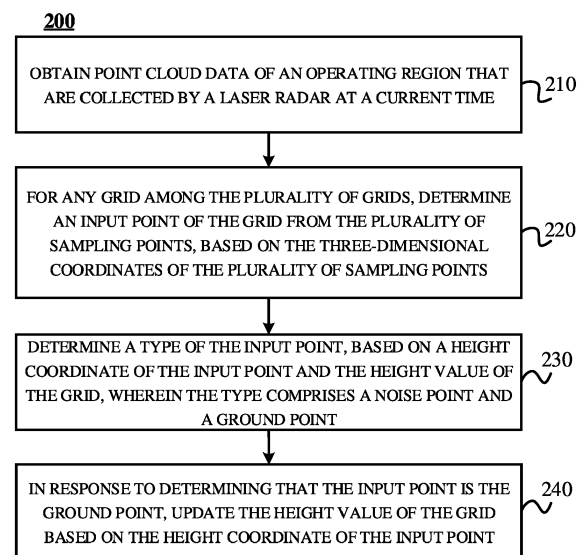 200
OBTAIN POINT CLOUD DATA OF AN OPERATING REGION THAT
ARE COLLECTED BY A LASER RADAR AT A CURRENT TIME
210
FOR ANY GRID AMONG THE PLURALITY OF GRIDS, DETERMINE
AN INPUT POINT OF THE GRID FROM THE PLURALITY OF
SAMPLING POINTS, BASED ON THE THREE-DIMENSIONAL
COORDINATES OF THE PLURALITY OF SAMPLING POINTS
220
DETERMINE A TYPE OF THE INPUT POINT, BASED ON A HEIGHT
COORDINATE OF THE INPUT POINT AND THE HEIGHT VALUE OF
THE GRID, WHEREIN THE TYPE COMPRISES A NOISE POINT AND
A GROUND POINT
230
IN RESPONSE TO DETERMINING THAT THE INPUT POINT IS THE
GROUND POINT, UPDATE THE HEIGHT VALUE OF THE GRID
BASED ON THE HEIGHT COORDINATE OF THE INPUT POINT
240